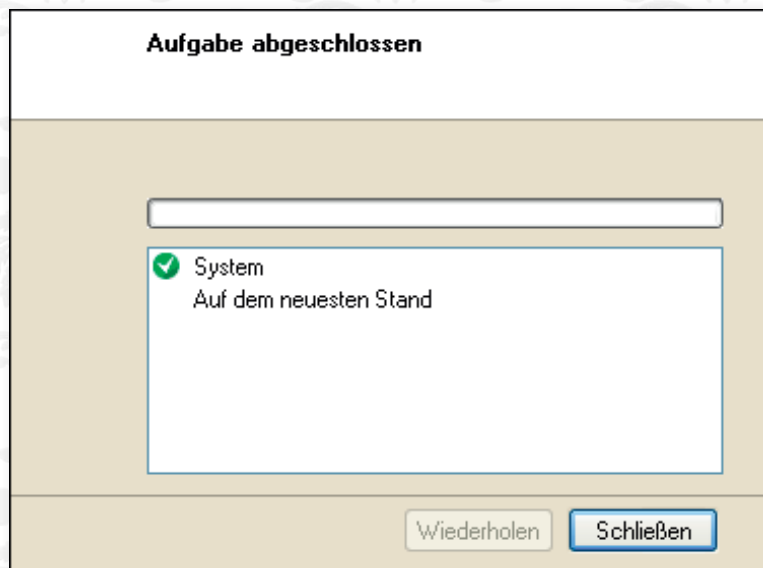 Aufgabe abgeschlossen
System
Auf dem neuesten Stand
Wiederholen
Schließen